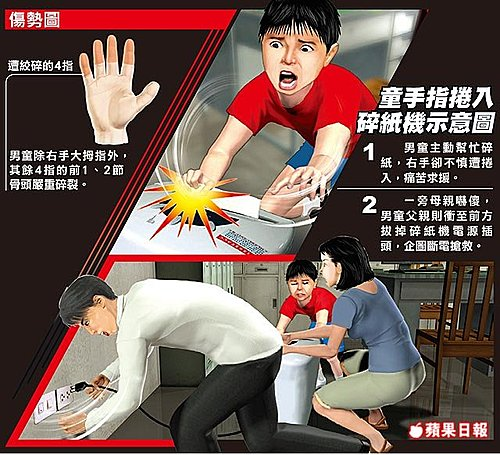 傷勢圖
遭絞碎的4指
男童除右手大拇指外，
其餘4指的前1、2節
骨頭嚴重碎裂。
童手指捲入
碎紙機示意圖
1 男童主動幫忙碎
紙，右手卻不慎遭捲
入，痛苦求援。
2 一旁母親嚇傻，
男童父親則衝至前方
拔掉碎紙機電源插
頭，企圖斷電搶救。
蘋果日報